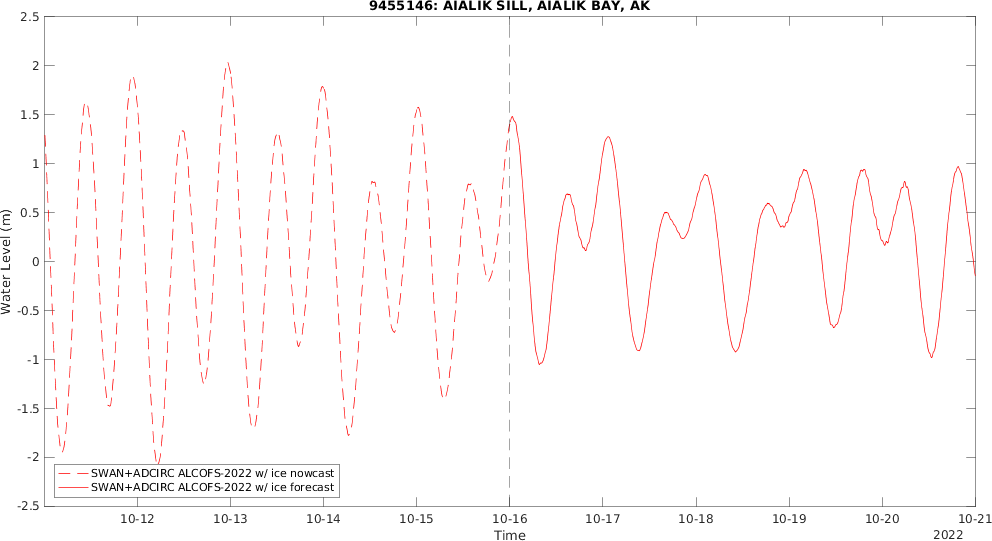 9455146: AIALIK SILL, AIALIK BAY, AK
2.5
2
1.5
1
0.5
0
-0.5
-1
-1.5
-2
-2.5
Water Level (m)
SWAN+ADCIRC ALCOFS-2022 w/ ice nowcast
SWAN+ADCIRC ALCOFS-2022 w/ ice forecast
10-12 10-13 10-14 10-15 10-16 10-17 10-18 10-19 10-20 10-21
Time
2022